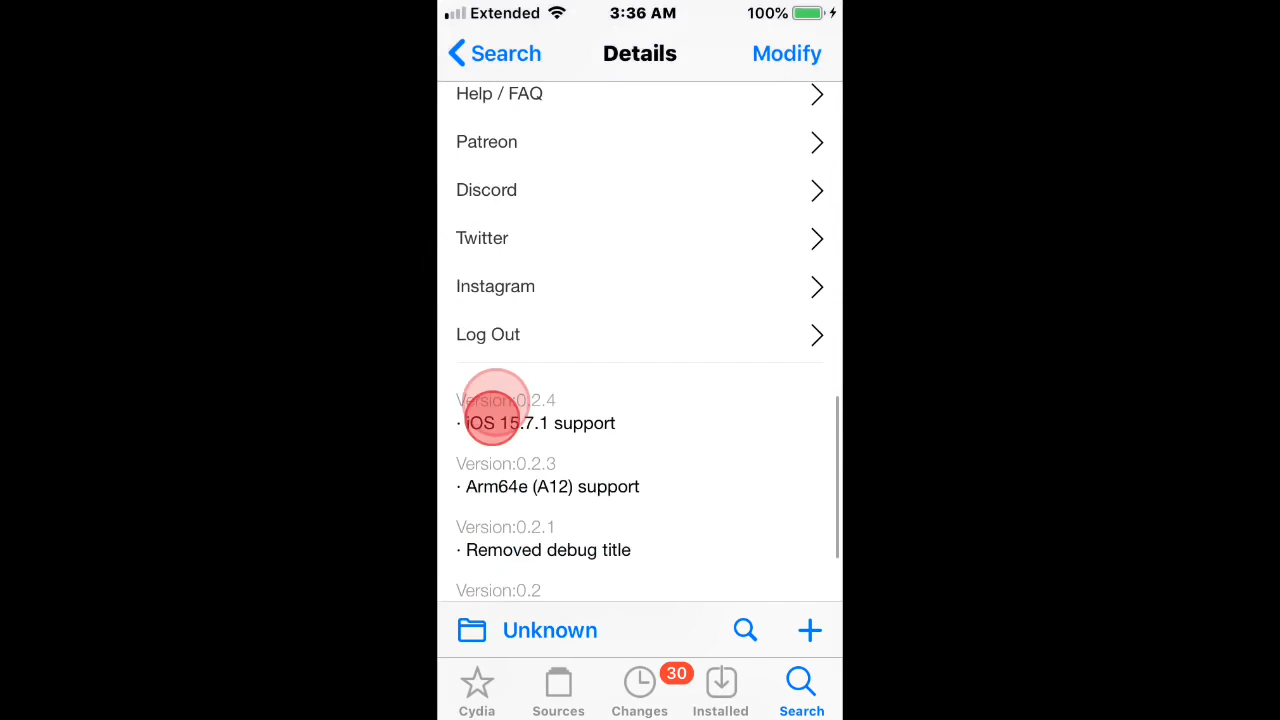 Extended 3:36 AM 100%
Search Details Modify
Help / FAQ
Patreon
Discord
Twitter
Instagram
Log Out
Version:0.2.4
· iOS 15.7.1 support
Version:0.2.3
· Arm64e (A12) support
Version:0.2.1
· Removed debug title
Version:0.2
Unknown
30
Cydia Sources Changes Installed Search